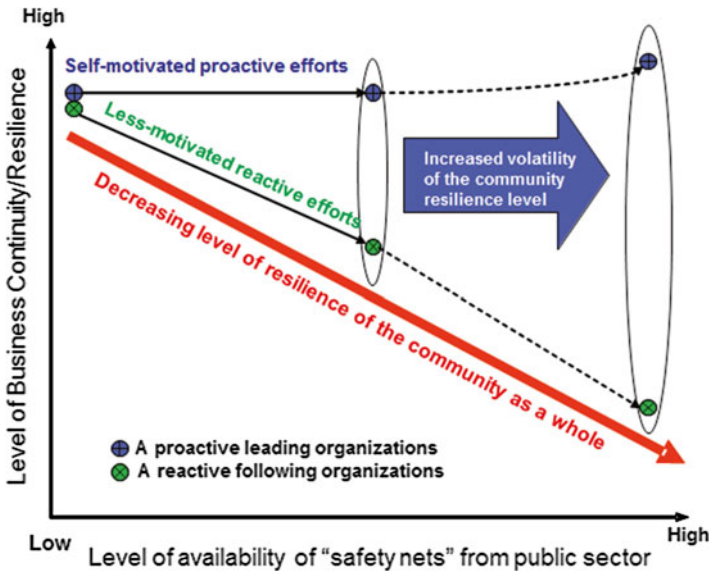 High
Level of Business Continuity/Resilience
Self-motivated proactive efforts
Less-motivated reactive efforts
Decreasing level of resilience of the community as a whole
Increased volatility
of the community
resilience level
A proactive leading organizations
A reactive following organizations
Low
High
Level of availability of “safety nets” from public sector